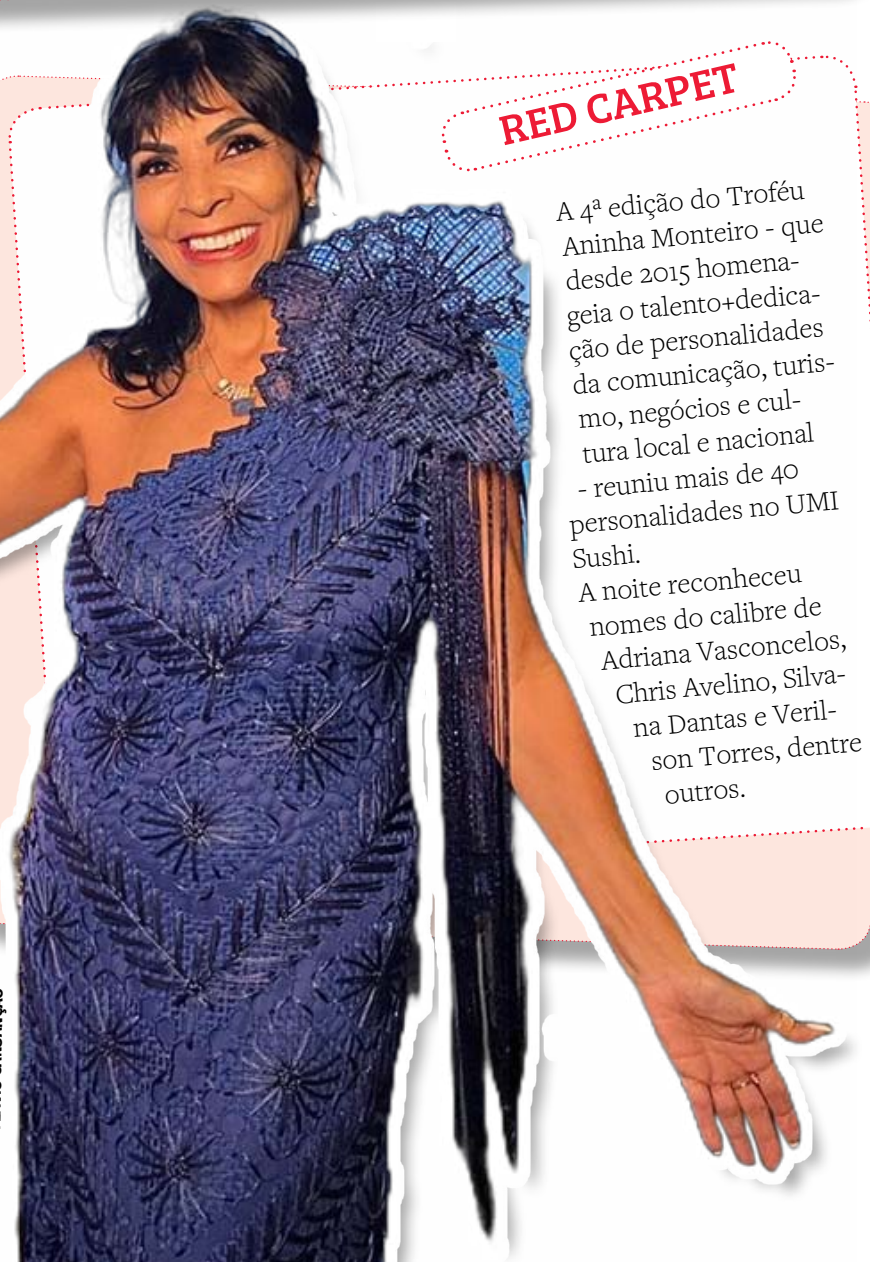 RED CARPET
A 4ª edição do Troféu
Aninha Monteiro - que
desde 2015 homena-
geia o talento+dedica-
ção de personalidades
da comunicação, turis-
mo, negócios e cul-
tura local e nacional
- reuniu mais de 40
personalidades no UMI
Sushi.
A noite reconheceu
nomes do calibre de
Adriana Vasconcelos,
Chris Avelino, Silva-
na Dantas e Veril-
son Torres, dentre
outros.